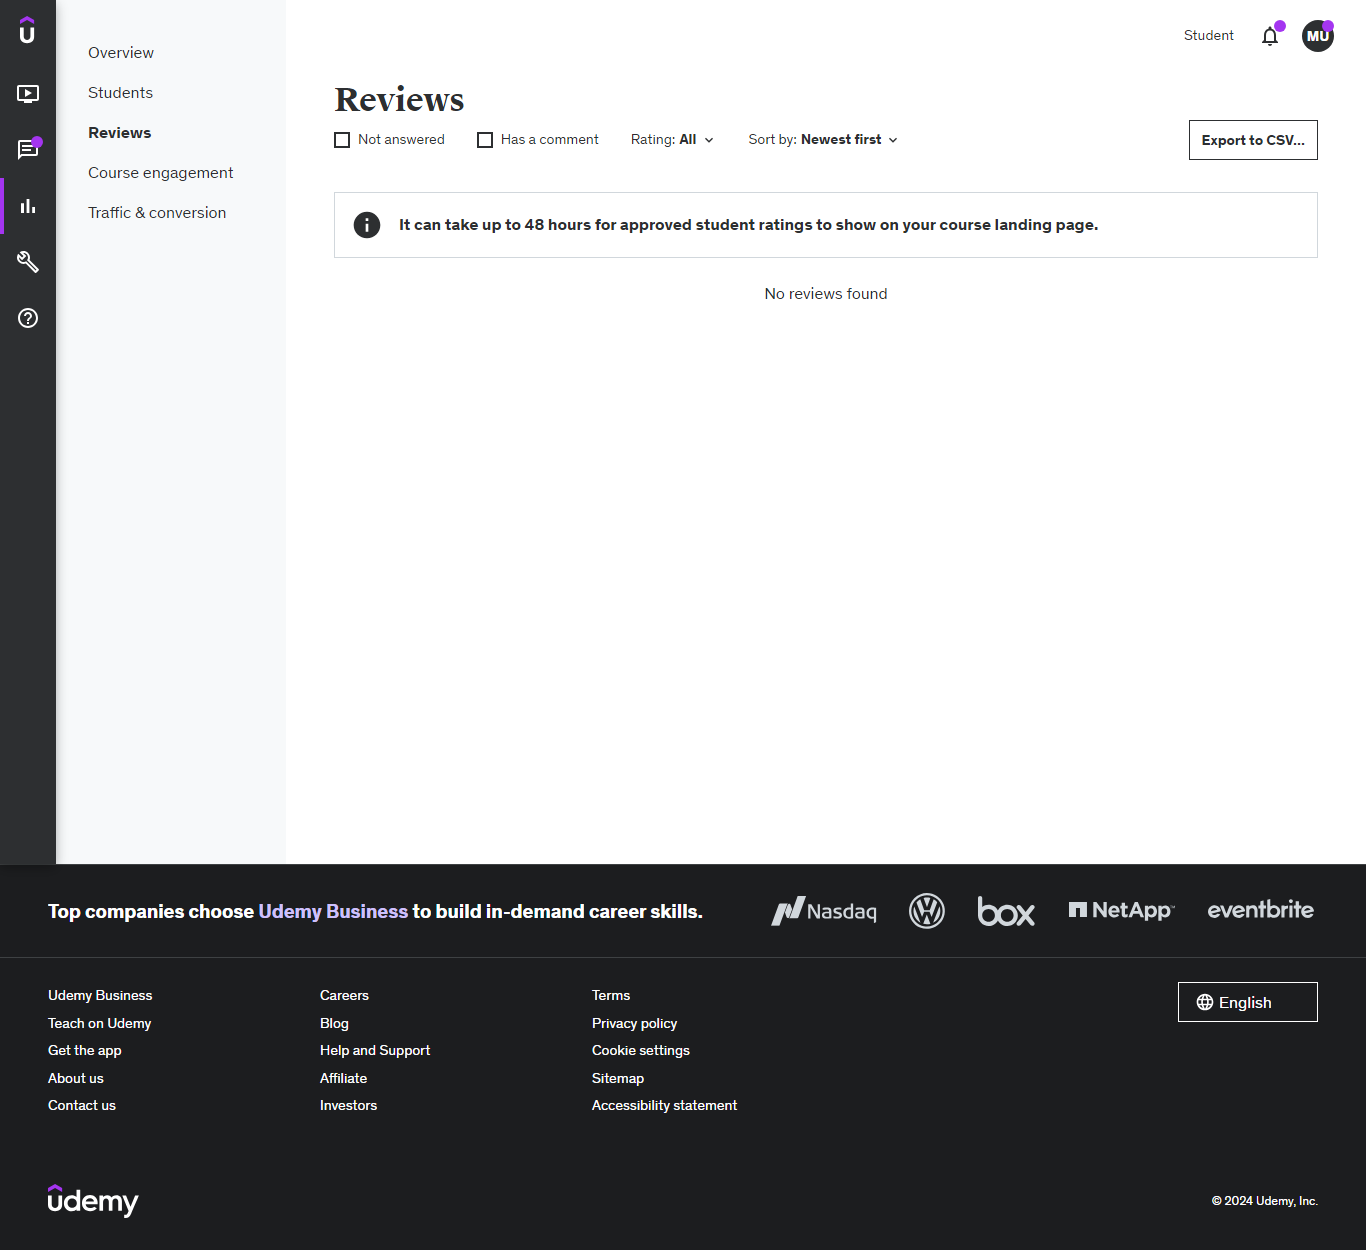 Student
MU
Overview
Students
Reviews
Course engagement
Traffic & conversion
Reviews
Not answered
Has a comment
Rating: All
Sort by: Newest first
Export to CSV...
It can take up to 48 hours for approved student ratings to show on your course landing page.
No reviews found
Top companies choose Udemy Business to build in-demand career skills.
Nasdaq
box
NetApp
eventbrite
Udemy Business
Teach on Udemy
Get the app
About us
Contact us
Careers
Blog
Help and Support
Affiliate
Investors
Terms
Privacy policy
Cookie settings
Sitemap
Accessibility statement
English
udemy
© 2024 Udemy, Inc.